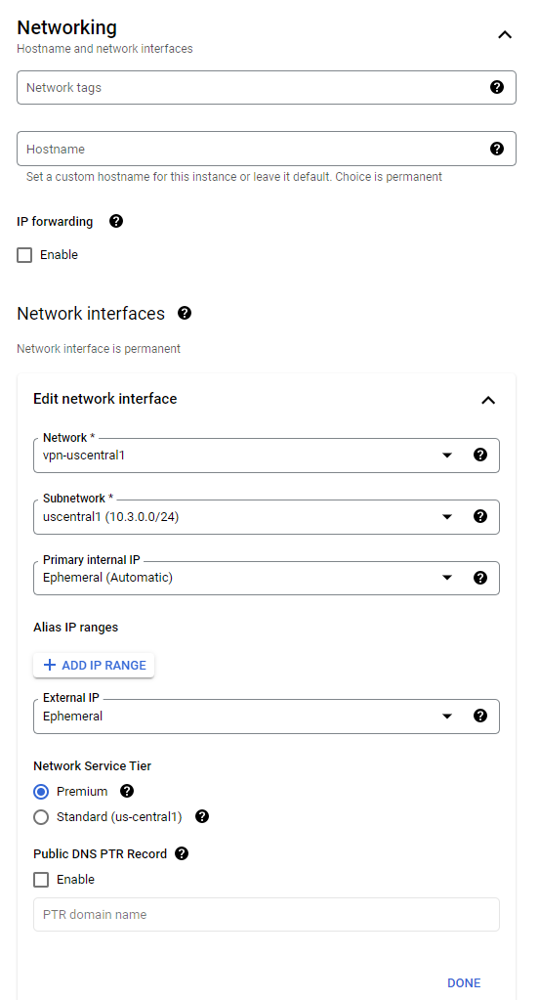 Networking
Hostname and network interfaces
Network tags
Hostname
Set a custom hostname for this instance or leave it default. Choice is permanent
IP forwarding
Enable
Network interfaces
Network interface is permanent
Edit network interface
Network *
vpn-uscentral1
Subnetwork *
uscentral1 (10.3.0.0/24)
Primary internal IP
Ephemeral (Automatic)
Alias IP ranges
ADD IP RANGE
External IP
Ephemeral
Network Service Tier
Premium
Standard (us-central1)
Public DNS PTR Record
Enable
PTR domain name
DONE